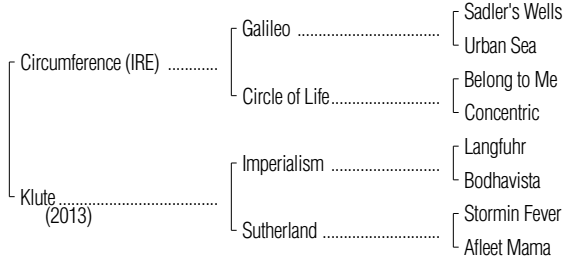 Sadler's Wells
Galileo ..............................
Urban Sea
Circumference (IRE) ............
Belong to Me
Circle of Life.......................
Concentric
Langfuhr
Imperialism .......................
Bodhavista
Klute..................................
(2013)
Stormin Fever
Sutherland .........................
Afleet Mama